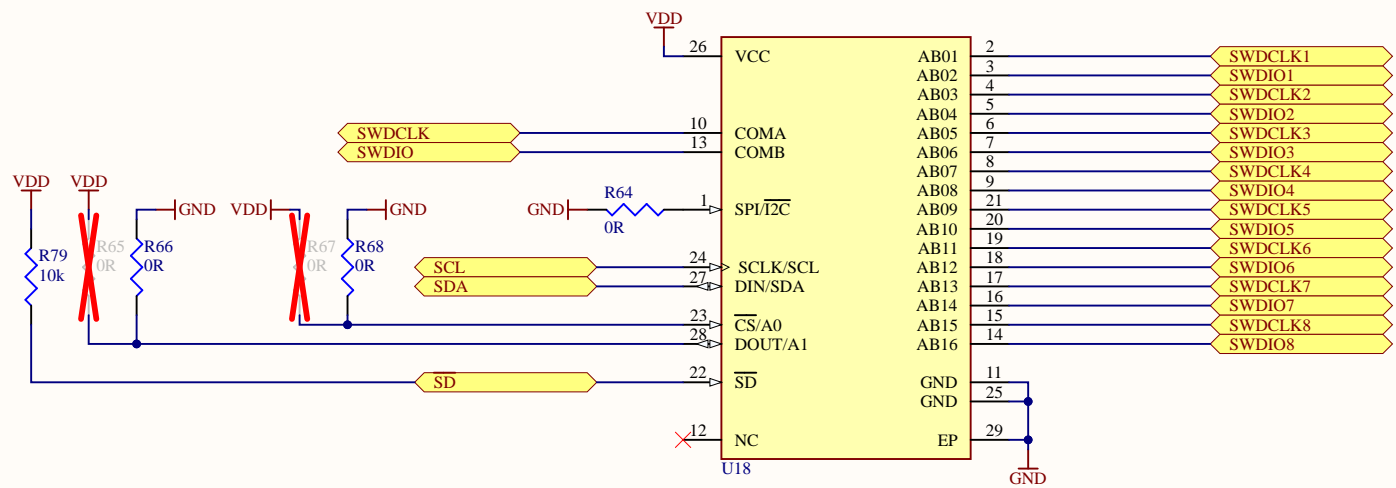 VDD
26 VCC
AB01 2 SWDCLK1
AB02 3 SWDIO1
AB03 4 SWDCLK2
AB04 5 SWDIO2
SWDCLK 10 COMA AB05 6 SWDCLK3
SWDIO 13 COMB AB06 7 SWDIO3
AB07 8 SWDCLK4
VDD VDD
AB08 9 SWDIO4
GND VDD GND GND R64 0R 1 SPI/I2C AB09 21 SWDCLK5
AB10 20 SWDIO5
R79 10k
R65 0R
R66 0R
R67 0R
R68 0R
AB11 19 SWDCLK6
SCL 24 SCLK/SCL AB12 18 SWDIO6
SDA 27 DIN/SDA AB13 17 SWDCLK7
AB14 16 SWDIO7
23 CS/A0 AB15 15 SWDCLK8
28 DOUT/A1 AB16 14 SWDIO8
SD 22 SD GND 11
GND 25
12 NC EP 29
U18
GND